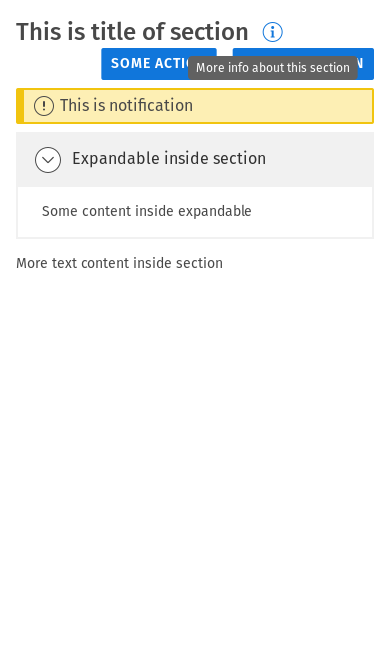 This is title of section
SOME
More info about this section
This is notification
Expandable inside section
Some content inside expandable
More text content inside section